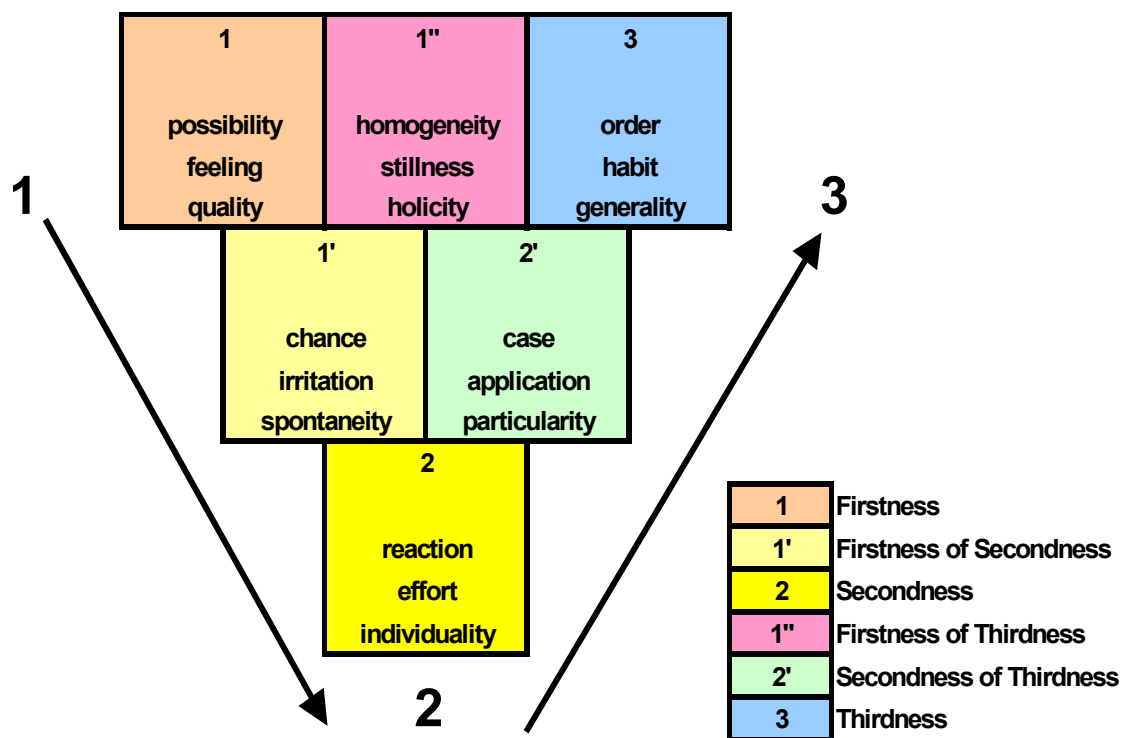 1
possibility
feeling
quality
1"
homogeneity
stillness
holicity
3
order
habit
generality
1
3
1'
chance
irritation
spontaneity
2'
case
application
particularity
2
reaction
effort
individuality
2
1 Firstness
1' Firstness of Secondness
2 Secondness
1" Firstness of Thirdness
2' Secondness of Thirdness
3 Thirdness